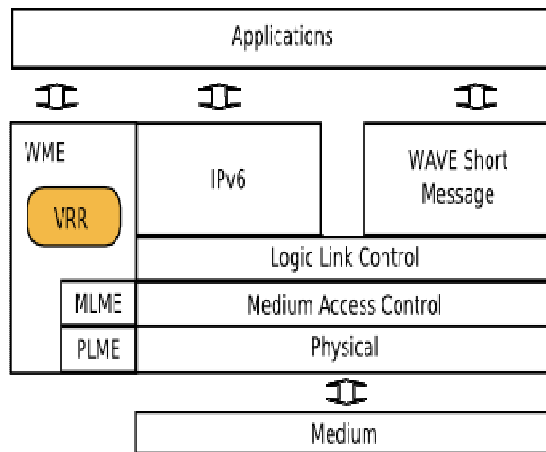 Applications
WME
IPv6
WAVE Short
Message
VRR
Logic Link Control
MLME
Medium Access Control
PLME
Physical
Medium